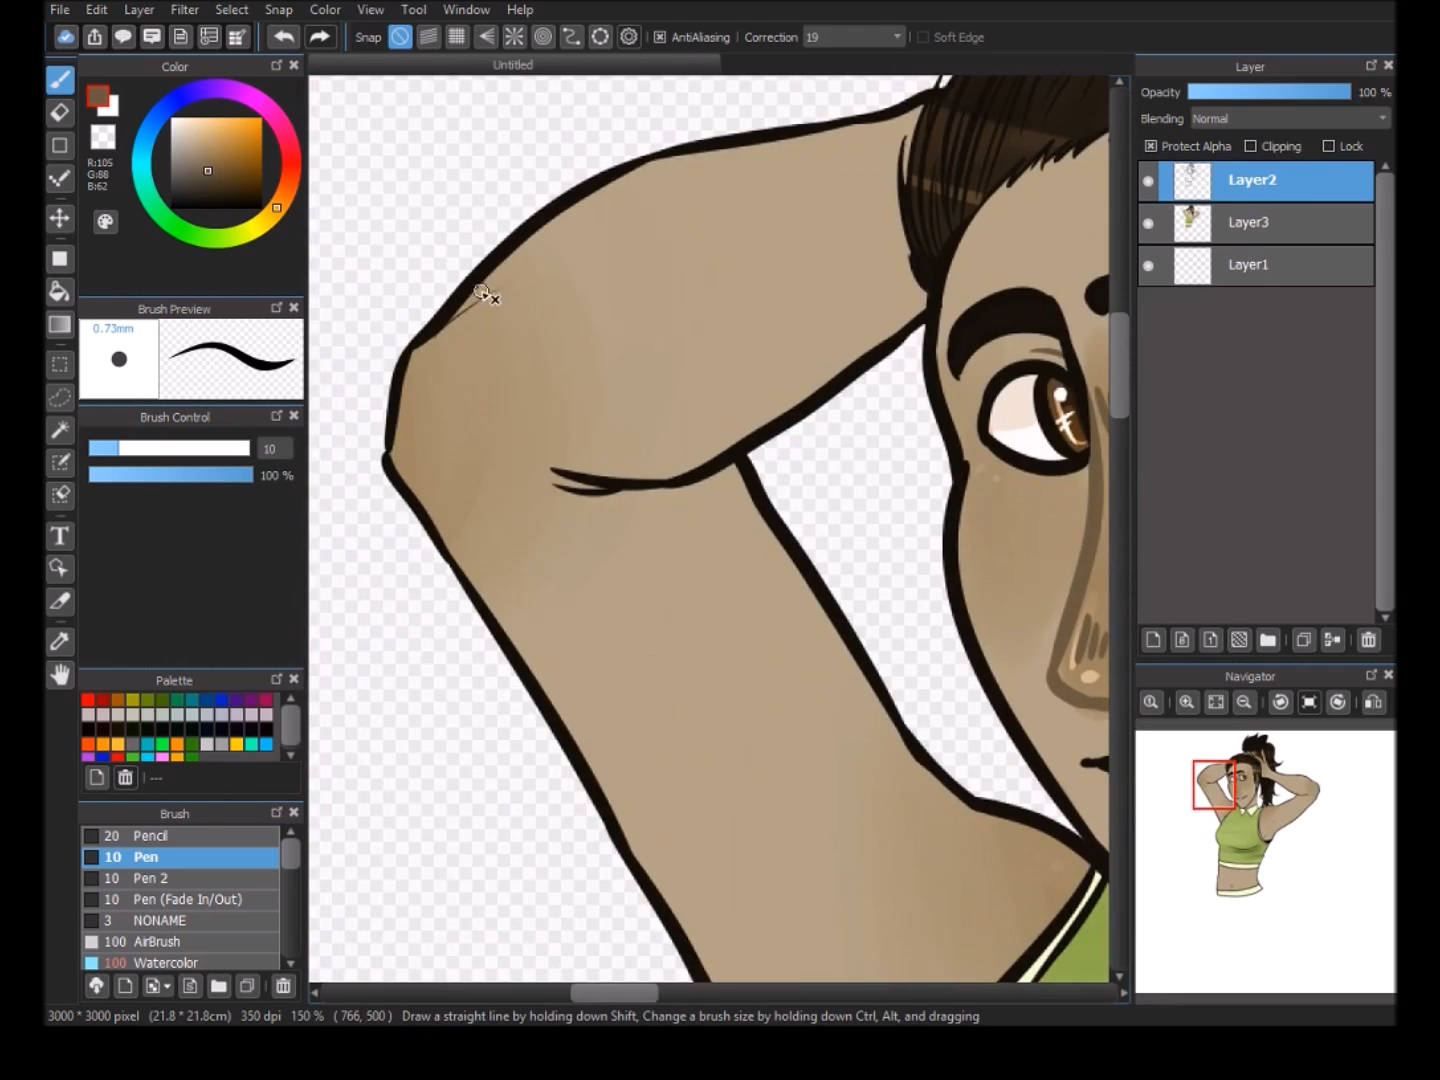 File Edit Layer Filter Select Snap Color View Tool Window Help
Snap AntiAliasing Correction 19 Soft Edge
Color
Untitled
Layer
R:105
G:88
B:62
Opacity 100 %
Blending Normal
Protect Alpha Clipping Lock
Layer2
Layer3
Layer1
Brush Preview
0.73mm
Brush Control
10
100 %
T
Palette
---
Navigator
Brush
20 Pencil
10 Pen
10 Pen 2
10 Pen (Fade In/Out)
3 NONAME
100 AirBrush
100 Watercolor
3000 * 3000 pixel (21.8 * 21.8cm) 350 dpi 150 % ( 766, 500 ) Draw a straight line by holding down Shift, Change a brush size by holding down Ctrl, Alt, and dragging